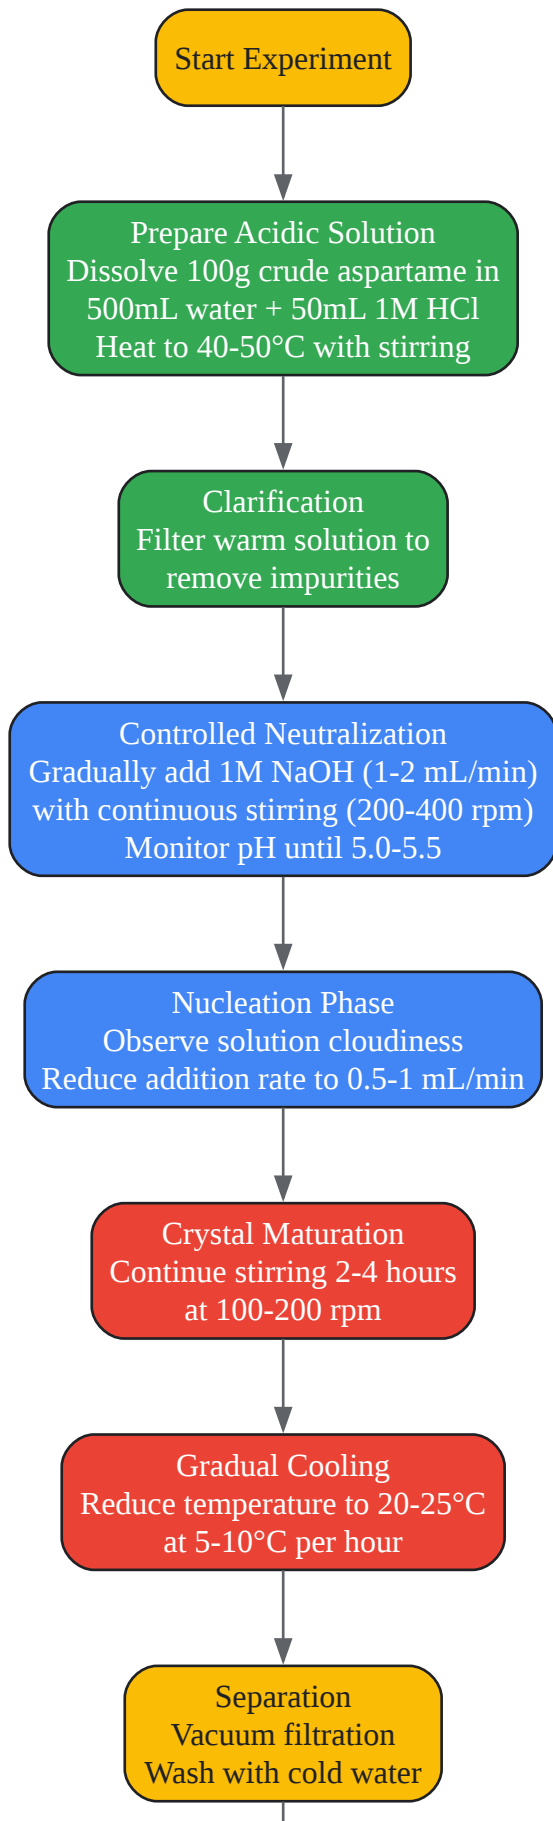 Start Experiment
Prepare Acidic Solution
Dissolve 100g crude aspartame in
500mL water + 50mL 1M HCl
Heat to 40-50°C with stirring
Clarification
Filter warm solution to
remove impurities
Controlled Neutralization
Gradually add 1M NaOH (1-2 mL/min)
with continuous stirring (200-400 rpm)
Monitor pH until 5.0-5.5
Nucleation Phase
Observe solution cloudiness
Reduce addition rate to 0.5-1 mL/min
Crystal Maturation
Continue stirring 2-4 hours
at 100-200 rpm
Gradual Cooling
Reduce temperature to 20-25°C
at 5-10°C per hour
Separation
Vacuum filtration
Wash with cold water